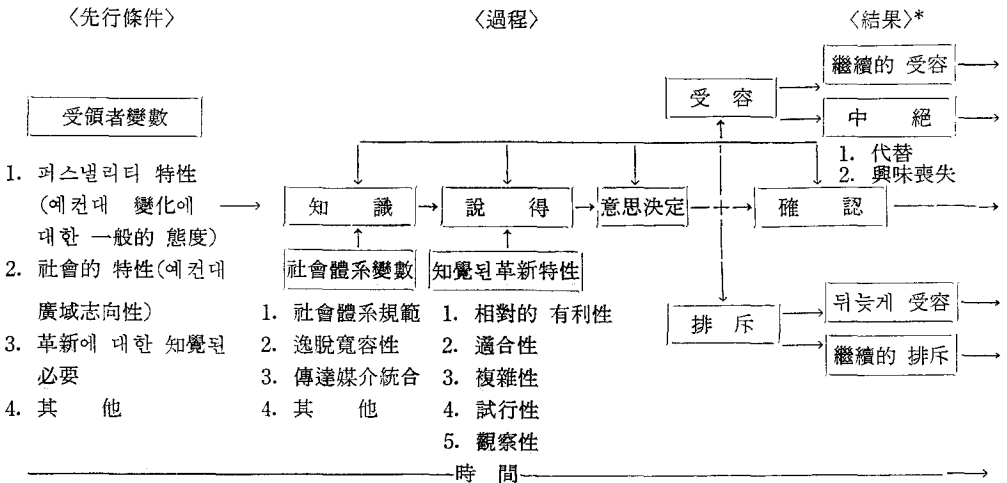 〈先行條件〉 〈過程〉 〈結果〉*
受領者變數
1. 퍼스낼리티 特性
(예컨대 變化에
대한 一般的 態度)
2. 社會的 特性(예컨대
廣域志向性)
3. 革新에 대한 知覺된
必要
4. 其 他
知 識
說 得
意思決定
確 認
社會體系變數
1. 社會體系規範
2. 逸脫寬容性
3. 傳達媒介統合
4. 其 他
知覺된革新特性
1. 相對的 有利性
2. 適合性
3. 複雜性
4. 試行性
5. 觀察性
受 容
繼續的 受容
中 絕
1. 代替
2. 興味喪失
排 斥
뒤늦게 受容
繼續的 排斥
時 間